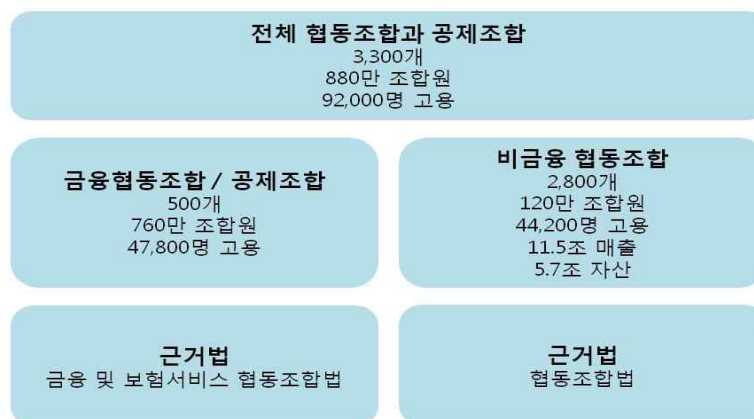 전체 협동조합과 공제조합
3,300개
880만 조합원
92,000명 고용
금융협동조합 / 공제조합
500개
760만 조합원
47,800명 고용
비금융 협동조합
2,800개
120만 조합원
44,200명 고용
11.5조 매출
5.7조 자산
근거법
금융 및 보험서비스 협동조합법
근거법
협동조합법